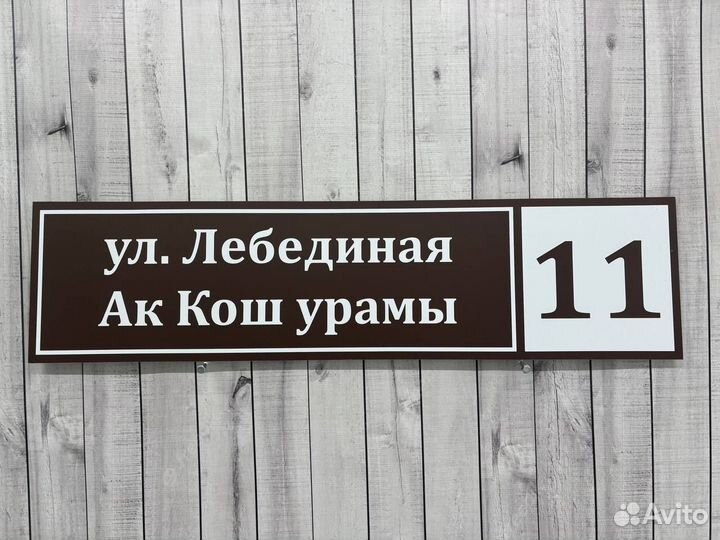 ул. Лебединая
Ак Кош урамы
11
Avito